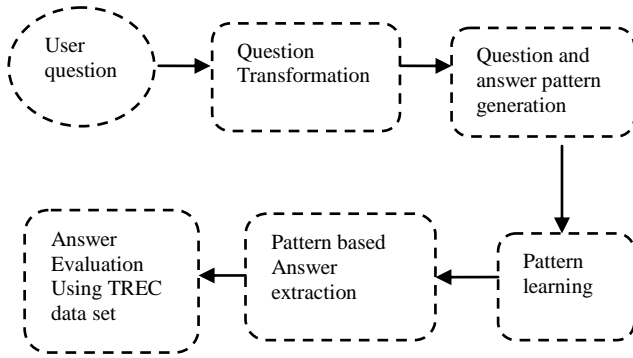 User
question
Question
Transformation
Question and
answer pattern
generation
Pattern
learning
Pattern based
Answer
extraction
Answer
Evaluation
Using TREC
data set